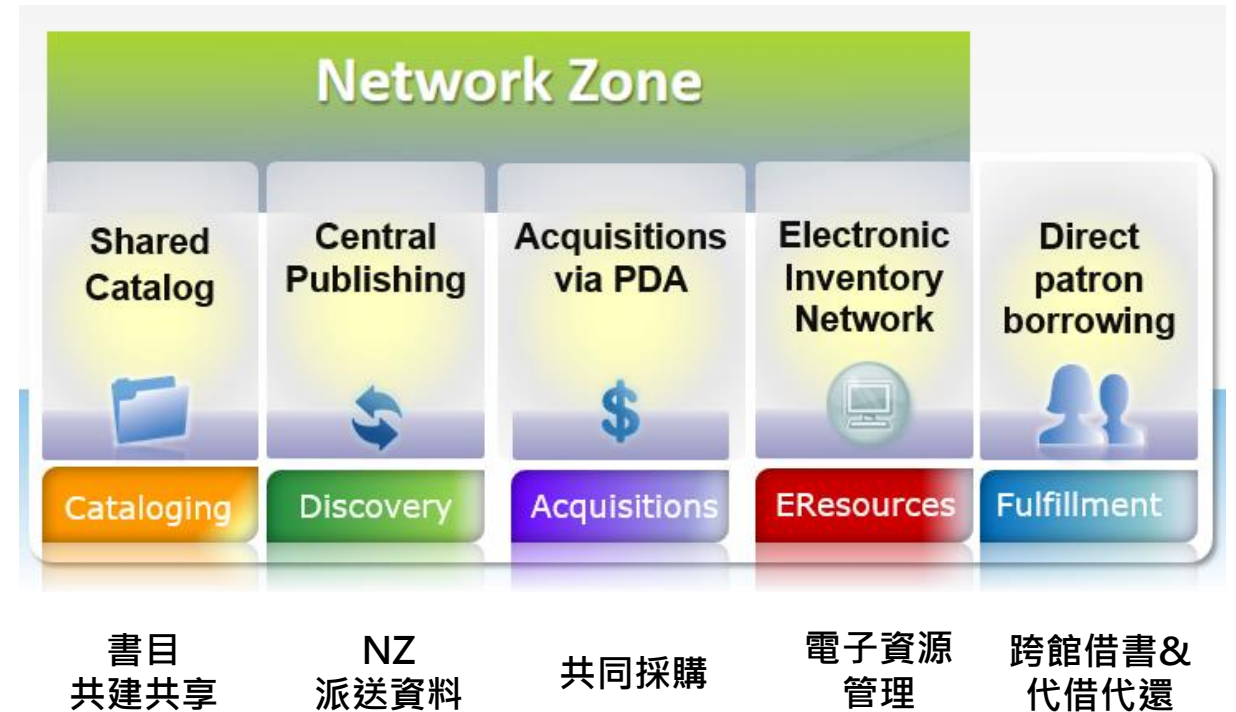 Network Zone
Shared
Catalog
Central
Publishing
Acquisitions
via PDA
Electronic
Inventory
Network
Direct
patron
borrowing
Cataloging
Discovery
Acquisitions
EResources
Fulfillment
書目
共建共享
NZ
派送資料
共同採購
電子資源
管理
跨館借書&
代借代還